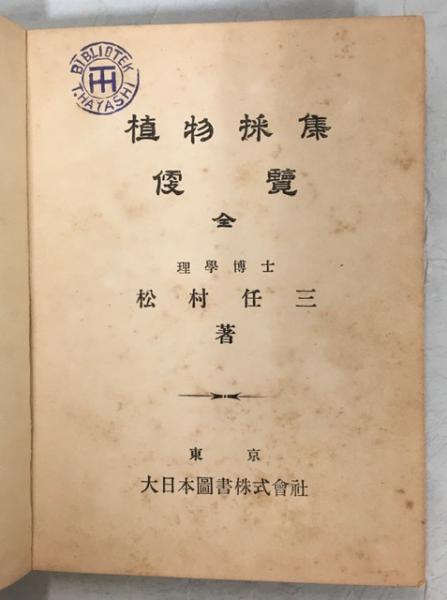 BIBLIOTEK
TH
T. HAYASHI
植物採集
便覽
全
理學博士
松村任三
著
東京
大日本圖書株式會社